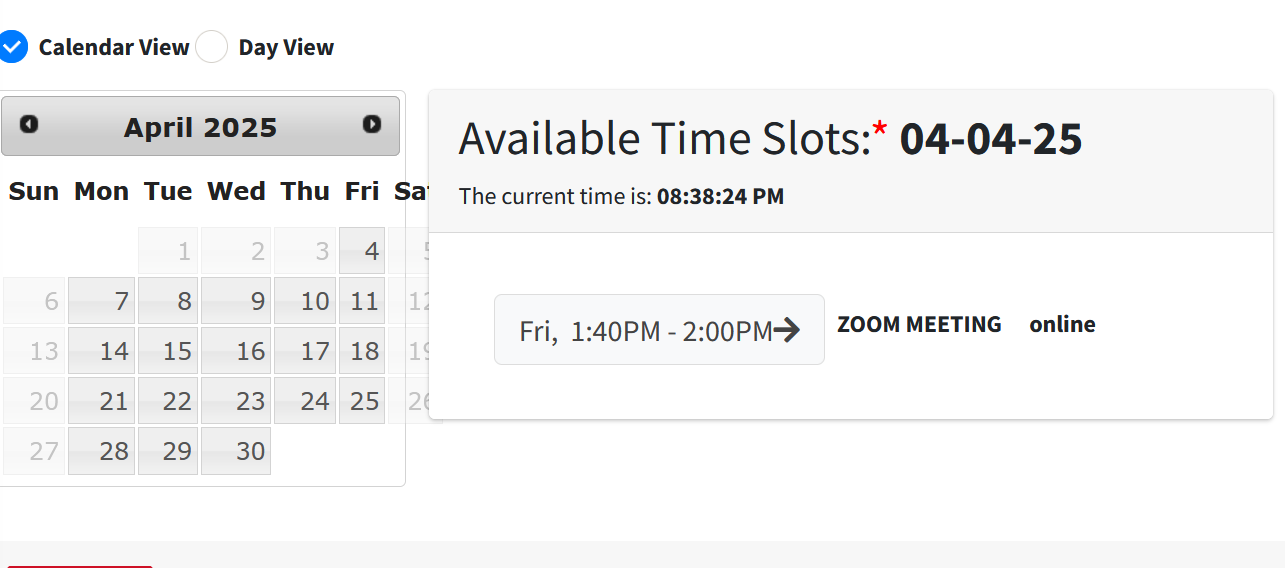 Calendar View Day View
April 2025
Sun Mon Tue Wed Thu Fri
1 2 3 4
6 7 8 9 10 11 12
13 14 15 16 17 18 19
20 21 22 23 24 25 26
27 28 29 30
Available Time Slots:* 04-04-25
The current time is: 08:38:24 PM
Fri, 1:40PM - 2:00PM ZOOM MEETING online